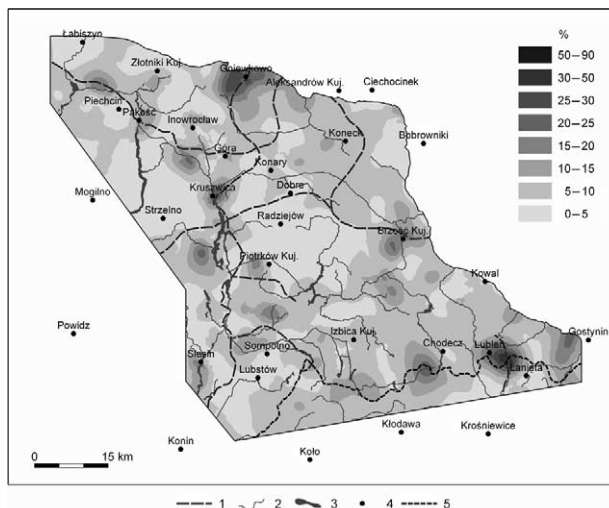 Łabiszyn
%
Złotniki Kuj.
Gniewkowo
50–90
Aleksandrów Kuj.
Ciechocinek
30–50
Piechcin
25–30
Pakość
Inowrocław
20–25
Koneck
Bobrowniki
15–20
Góra
10–15
Konary
5–10
Mogilno
Kruszwica
Dobre
0–5
Strzelno
Radziejów
Brześć Kuj.
Piotrków Kuj.
Kowal
Powidz
Izbica Kuj.
Gostynin
Ślesin
Sompolno
Chodecz
Lubień
Lubstów
Łanięta
Konin
Koło
Kłodawa
Krośniewice
0 15 km
1 2 3 4 5